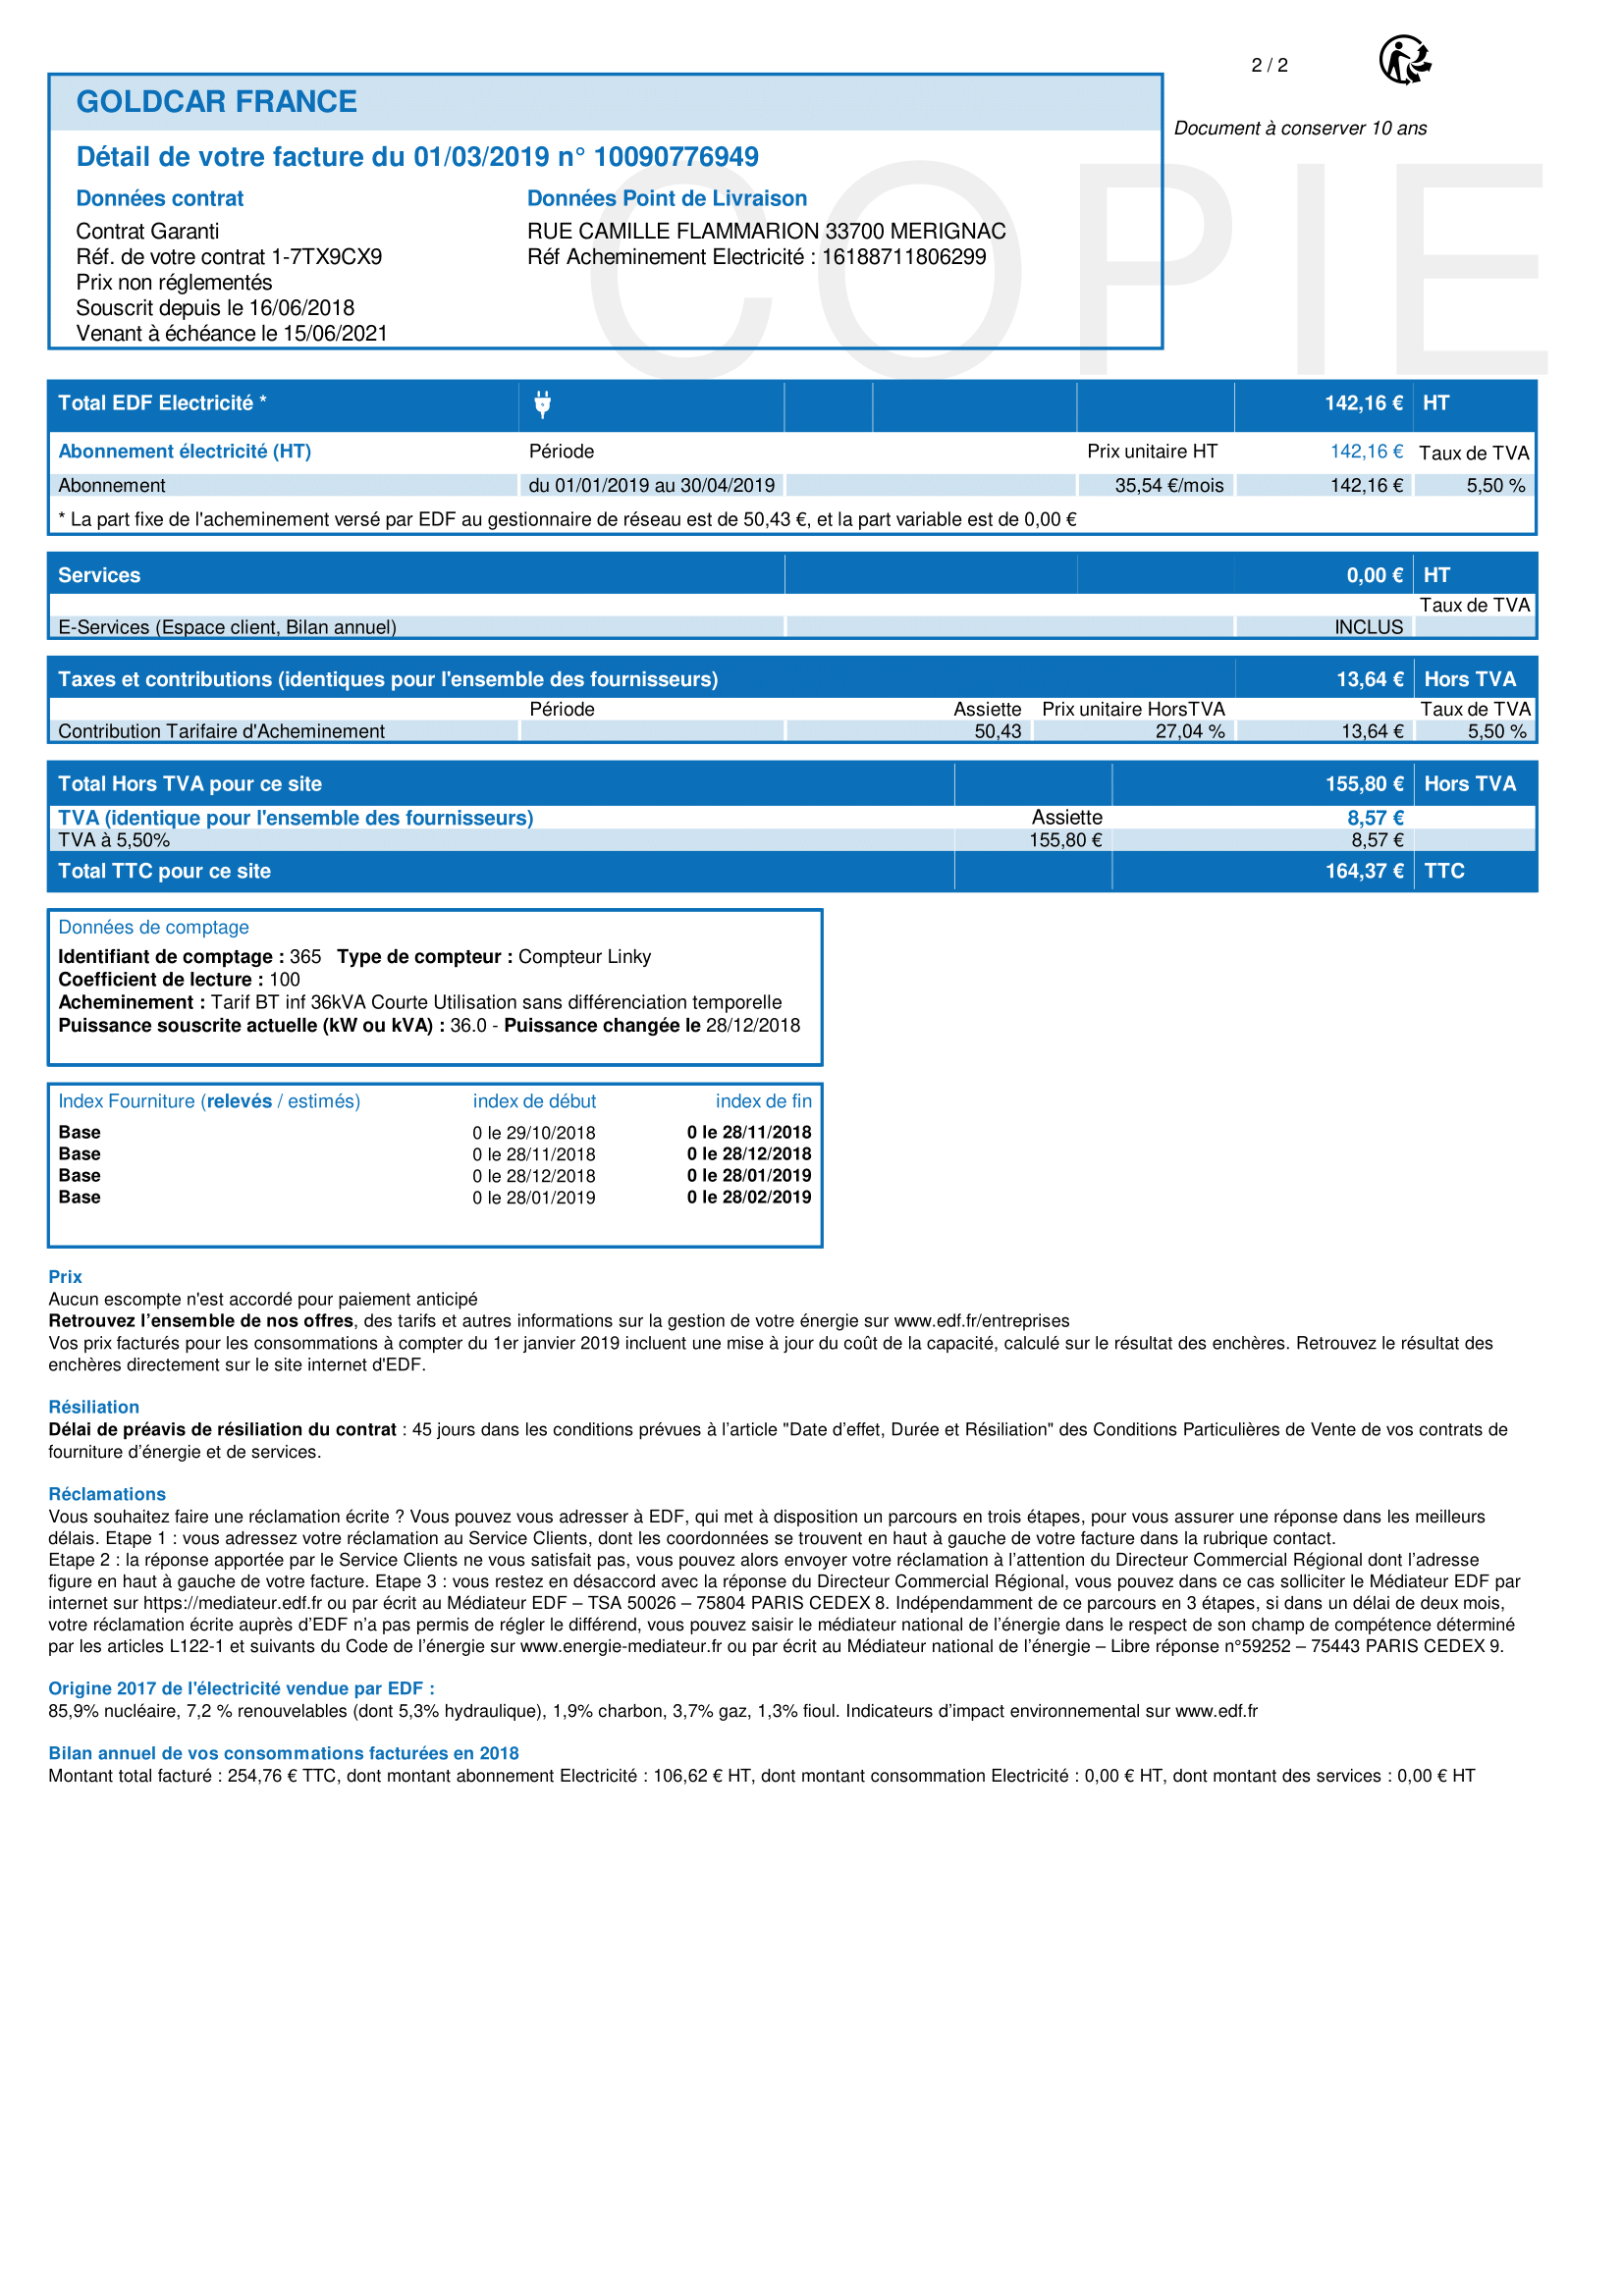 2 / 2
GOLDCAR FRANCE
Document à conserver 10 ans
Détail de votre facture du 01/03/2019 n° 10090776949
COPIE
Données contrat Données Point de Livraison
Contrat Garanti RUE CAMILLE FLAMMARION 33700 MERIGNAC
Réf. de votre contrat 1-7TX9CX9 Réf Acheminement Electricité : 16188711806299
Prix non réglementés
Souscrit depuis le 16/06/2018
Venant à échéance le 15/06/2021
Total EDF Electricité * 142,16 € HT
Abonnement électricité (HT) Période Prix unitaire HT 142,16 € Taux de TVA
Abonnement du 01/01/2019 au 30/04/2019 35,54 €/mois 142,16 € 5,50 %
* La part fixe de l'acheminement versé par EDF au gestionnaire de réseau est de 50,43 €, et la part variable est de 0,00 €
Services 0,00 € HT
Taux de TVA
E-Services (Espace client, Bilan annuel) INCLUS
Taxes et contributions (identiques pour l'ensemble des fournisseurs) 13,64 € Hors TVA
Période Assiette Prix unitaire HorsTVA Taux de TVA
Contribution Tarifaire d'Acheminement 50,43 27,04 % 13,64 € 5,50 %
Total Hors TVA pour ce site 155,80 € Hors TVA
TVA (identique pour l'ensemble des fournisseurs) Assiette 8,57 €
TVA à 5,50% 155,80 € 8,57 €
Total TTC pour ce site 164,37 € TTC
Données de comptage
Identifiant de comptage : 365 Type de compteur : Compteur Linky
Coefficient de lecture : 100
Acheminement : Tarif BT inf 36kVA Courte Utilisation sans différenciation temporelle
Puissance souscrite actuelle (kW ou kVA) : 36.0 - Puissance changée le 28/12/2018
Index Fourniture (relevés / estimés) index de début index de fin
Base 0 le 29/10/2018 0 le 28/11/2018
Base 0 le 28/11/2018 0 le 28/12/2018
Base 0 le 28/12/2018 0 le 28/01/2019
Base 0 le 28/01/2019 0 le 28/02/2019
Prix
Aucun escompte n'est accordé pour paiement anticipé
Retrouvez l’ensemble de nos offres, des tarifs et autres informations sur la gestion de votre énergie sur www.edf.fr/entreprises
Vos prix facturés pour les consommations à compter du 1er janvier 2019 incluent une mise à jour du coût de la capacité, calculé sur le résultat des enchères. Retrouvez le résultat des
enchères directement sur le site internet d'EDF.
Résiliation
Délai de préavis de résiliation du contrat : 45 jours dans les conditions prévues à l’article "Date d’effet, Durée et Résiliation" des Conditions Particulières de Vente de vos contrats de
fourniture d’énergie et de services.
Réclamations
Vous souhaitez faire une réclamation écrite ? Vous pouvez vous adresser à EDF, qui met à disposition un parcours en trois étapes, pour vous assurer une réponse dans les meilleurs
délais. Etape 1 : vous adressez votre réclamation au Service Clients, dont les coordonnées se trouvent en haut à gauche de votre facture dans la rubrique contact.
Etape 2 : la réponse apportée par le Service Clients ne vous satisfait pas, vous pouvez alors envoyer votre réclamation à l’attention du Directeur Commercial Régional dont l’adresse
figure en haut à gauche de votre facture. Etape 3 : vous restez en désaccord avec la réponse du Directeur Commercial Régional, vous pouvez dans ce cas solliciter le Médiateur EDF par
internet sur https://mediateur.edf.fr ou par écrit au Médiateur EDF – TSA 50026 – 75804 PARIS CEDEX 8. Indépendamment de ce parcours en 3 étapes, si dans un délai de deux mois,
votre réclamation écrite auprès d’EDF n’a pas permis de régler le différend, vous pouvez saisir le médiateur national de l’énergie dans le respect de son champ de compétence déterminé
par les articles L122-1 et suivants du Code de l’énergie sur www.energie-mediateur.fr ou par écrit au Médiateur national de l’énergie – Libre réponse n°59252 – 75443 PARIS CEDEX 9.
Origine 2017 de l'électricité vendue par EDF :
85,9% nucléaire, 7,2 % renouvelables (dont 5,3% hydraulique), 1,9% charbon, 3,7% gaz, 1,3% fioul. Indicateurs d’impact environnemental sur www.edf.fr
Bilan annuel de vos consommations facturées en 2018
Montant total facturé : 254,76 € TTC, dont montant abonnement Electricité : 106,62 € HT, dont montant consommation Electricité : 0,00 € HT, dont montant des services : 0,00 € HT